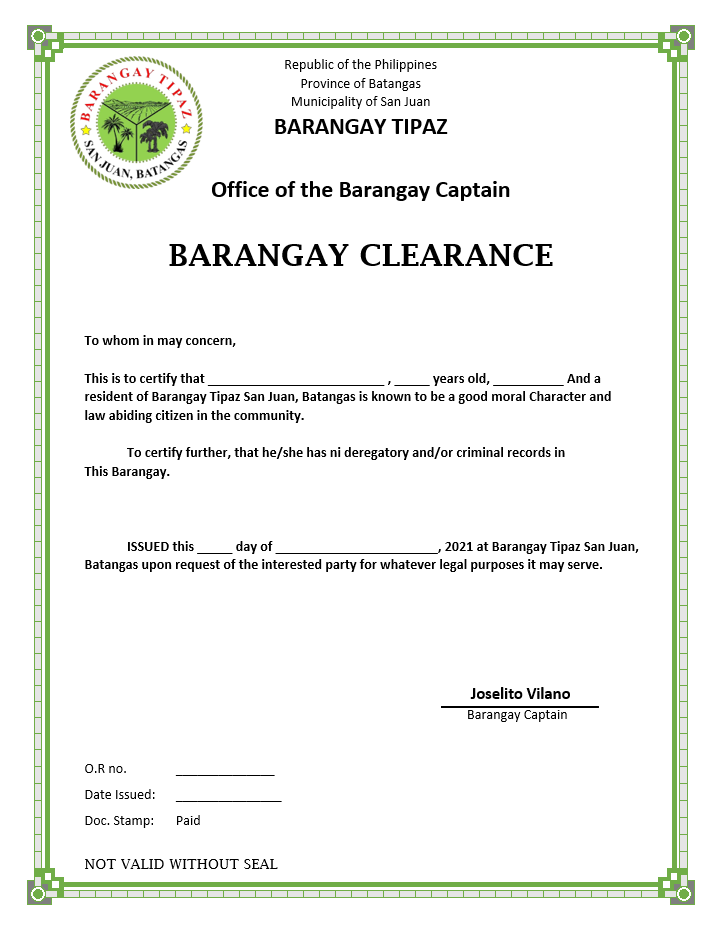 BARANGAY TIPAZ
SAN JUAN, BATANGAS
Republic of the Philippines
Province of Batangas
Municipality of San Juan
BARANGAY TIPAZ
Office of the Barangay Captain
BARANGAY CLEARANCE
To whom in may concern,
This is to certify that _________________________ , _____ years old, __________ And a
resident of Barangay Tipaz San Juan, Batangas is known to be a good moral Character and
law abiding citizen in the community.
To certify further, that he/she has ni deregatory and/or criminal records in
This Barangay.
ISSUED this _____ day of _______________________, 2021 at Barangay Tipaz San Juan,
Batangas upon request of the interested party for whatever legal purposes it may serve.
Joselito Vilano
Barangay Captain
O.R no. ______________
Date Issued: _______________
Doc. Stamp: Paid
NOT VALID WITHOUT SEAL